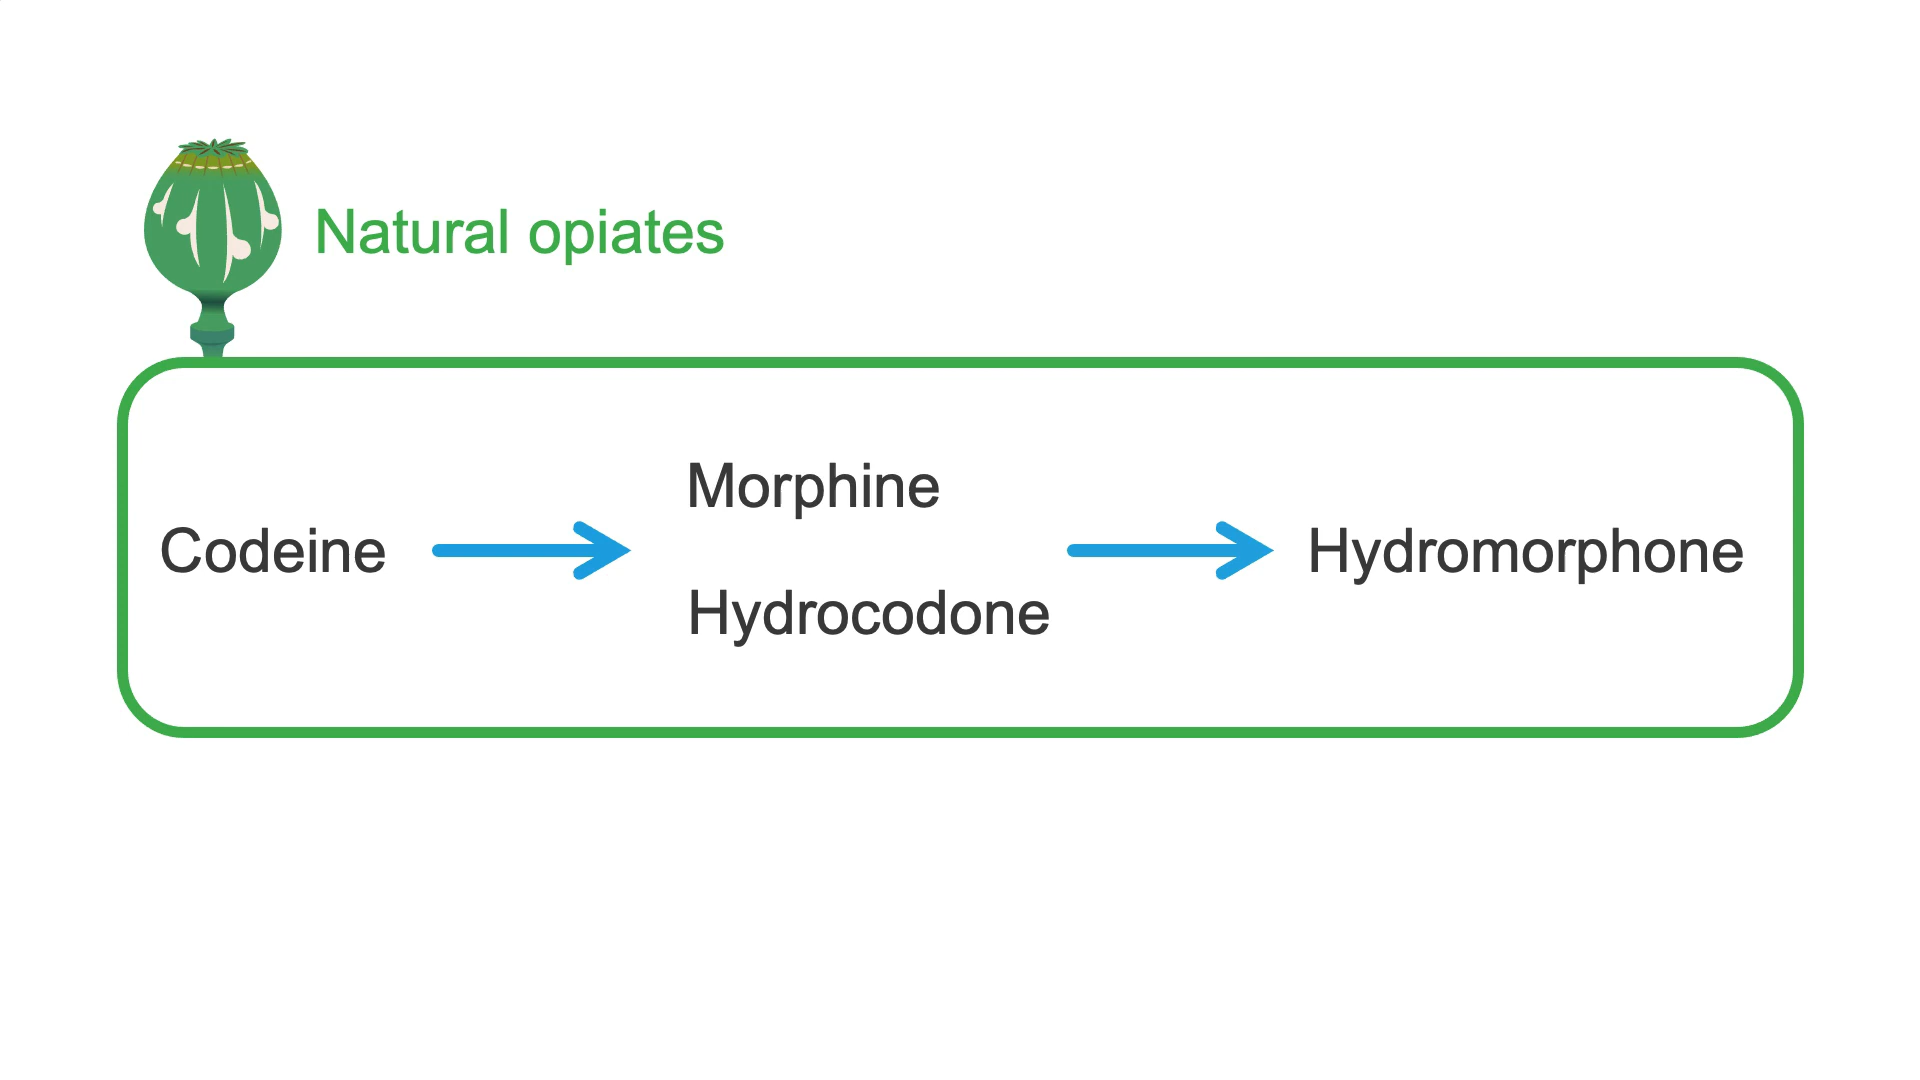 Natural opiates
Codeine
Morphine
Hydrocodone
Hydromorphone